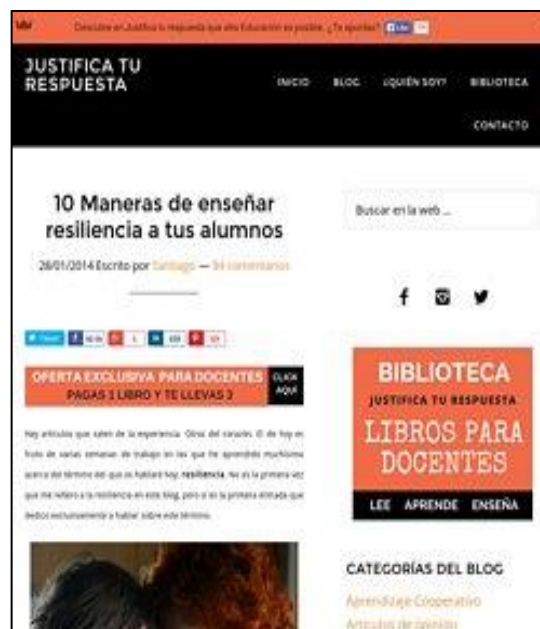 Descubre en Justifica tu respuesta que otra Educación es posible. ¿Te apuntas?
JUSTIFICA TU
RESPUESTA
INICIO BLOG ¿QUIÉN SOY? BIBLIOTECA
CONTACTO
10 Maneras de enseñar
resiliencia a tus alumnos
28/01/2014 Escrito por Santiago — 94 comentarios
Tweet
OFERTA EXCLUSIVA PARA DOCENTES
PAGAS 1 LIBRO Y TE LLEVAS 3
CLICK
AQUÍ
Hay artículos que salen de la experiencia. Otros del corazón. El de hoy es
fruto de varias semanas de trabajo en las que he aprendido muchísimo
acerca del término del que os hablaré hoy: resiliencia. No es la primera vez
que me refiero a la resiliencia en este blog, pero sí es la primera entrada que
dedico exclusivamente a hablar sobre este término.
Buscar en la web ...
BIBLIOTECA
JUSTIFICA TU RESPUESTA
LIBROS PARA
DOCENTES
LEE APRENDE ENSEÑA
CATEGORÍAS DEL BLOG
Aprendizaje Cooperativo
Artículos de opinión